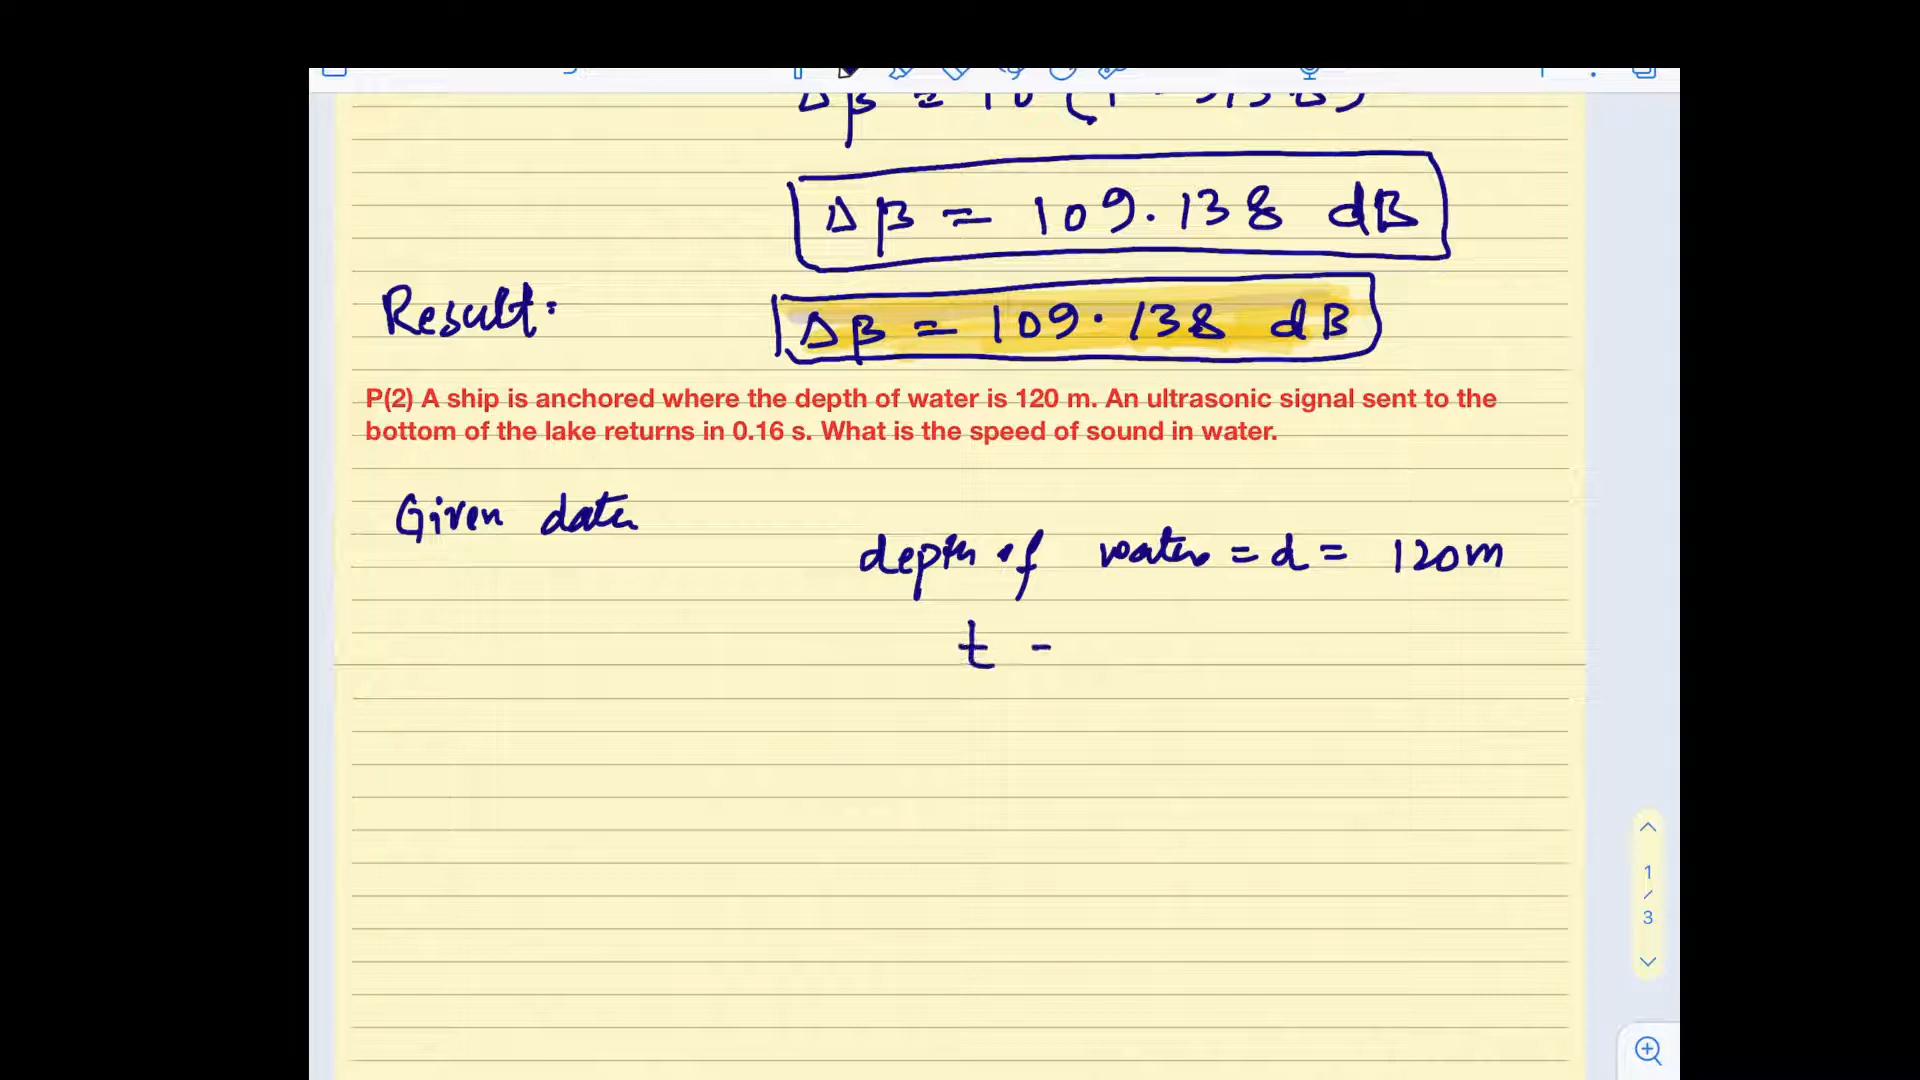 Δβ = 109.138 dB
Result:
Δβ = 109.138 dB
P(2) A ship is anchored where the depth of water is 120 m. An ultrasonic signal sent to the
bottom of the lake returns in 0.16 s. What is the speed of sound in water.
Given data
depth of water = d = 120m
t -
1
/
3